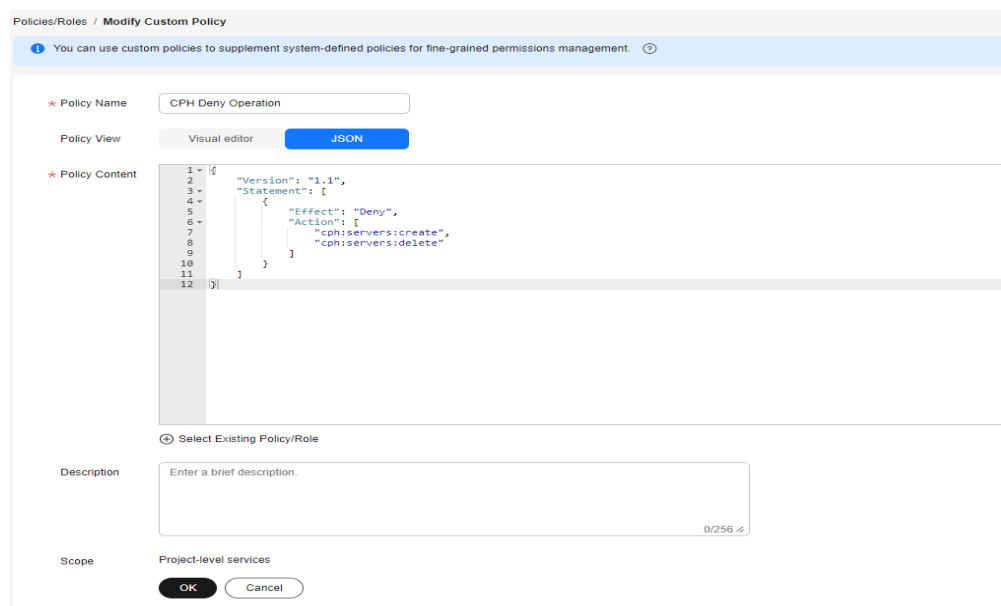 Policies/Roles / Modify Custom Policy
You can use custom policies to supplement system-defined policies for fine-grained permissions management.
* Policy Name CPH Deny Operation
Policy View Visual editor JSON
* Policy Content
1 {
2 "Version": "1.1",
3 "Statement": [
4 {
5 "Effect": "Deny",
6 "Action": [
7 "cph:servers:create",
8 "cph:servers:delete"
9 ]
10 }
11 ]
12 }
Select Existing Policy/Role
Description Enter a brief description.
0/256
Scope Project-level services
OK Cancel